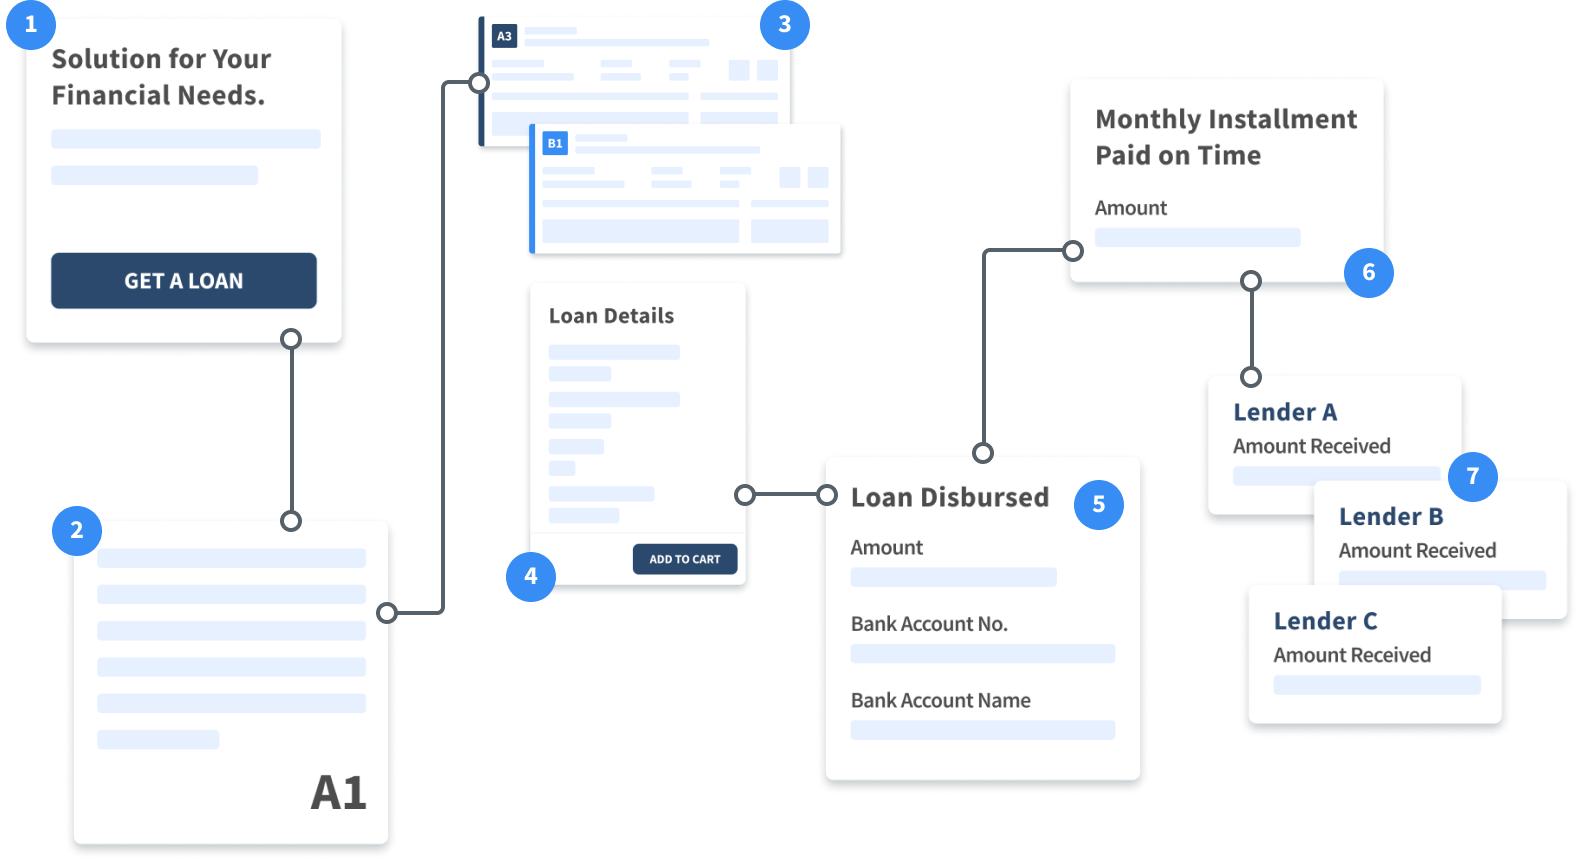 1
Solution for Your
Financial Needs.
GET A LOAN
2
A1
3
A3
B1
Loan Details
ADD TO CART
4
Loan Disbursed
5
Amount
Bank Account No.
Bank Account Name
Monthly Installment
Paid on Time
Amount
6
Lender A
Amount Received
7
Lender B
Amount Received
Lender C
Amount Received